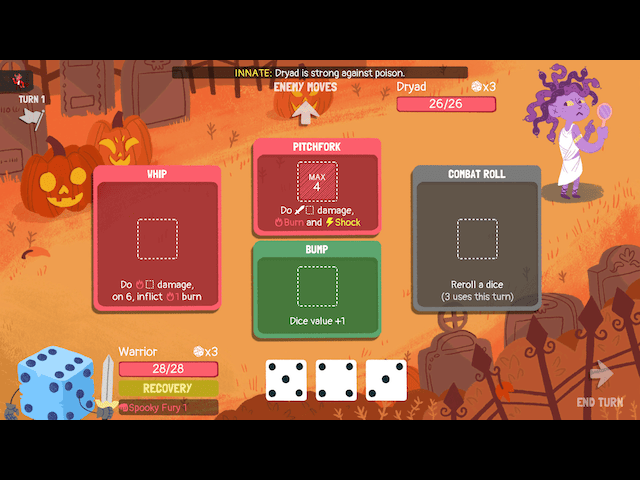 INNATE: Dryad is strong against poison.
TURN 1
ENEMY MOVES
Dryad
x3
26/26
WHIP
Do damage,
on 6, inflict 1 burn
PITCHFORK
MAX
4
Do damage,
Burn and Shock
BUMP
Dice value +1
COMBAT ROLL
Reroll a dice
(3 uses this turn)
Warrior
x3
28/28
RECOVERY
Spooky Fury 1
END TURN